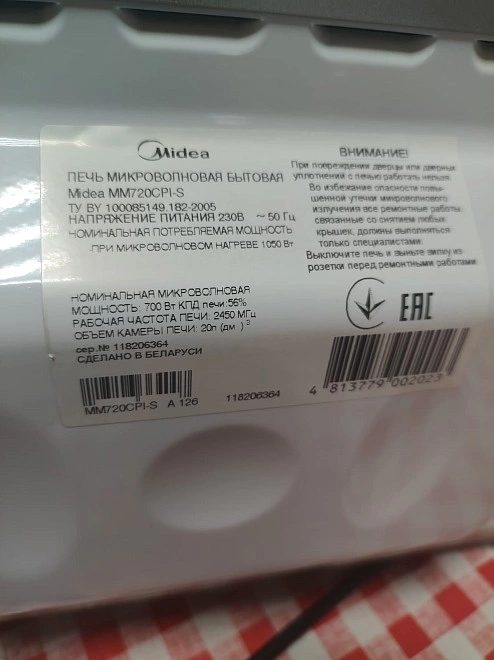 Midea
ПЕЧЬ МИКРОВОЛНОВАЯ БЫТОВАЯ
Midea MM720CPI-S
ТУ BY 100085149.182-2005
НАПРЯЖЕНИЕ ПИТАНИЯ 230В ~ 50 Гц
НОМИНАЛЬНАЯ ПОТРЕБЛЯЕМАЯ МОЩНОСТЬ
ПРИ МИКРОВОЛНОВОМ НАГРЕВЕ 1050 Вт
НОМИНАЛЬНАЯ МИКРОВОЛНОВАЯ
МОЩНОСТЬ: 700 Вт КПД печи:56%
РАБОЧАЯ ЧАСТОТА ПЕЧИ: 2450 МГц
ОБЪЕМ КАМЕРЫ ПЕЧИ: 20л (дм )³
сер.№ 118206364
СДЕЛАНО В БЕЛАРУСИ
MM720CPI-S A 126
118206364
ВНИМАНИЕ!
При повреждении дверцы или дверных
уплотнений с печью работать нельзя.
Во избежание опасности повы-
шенной утечки микроволнового
излучения все ремонтные работы,
связанные со снятием любых
крышек, должны выполняться
только специалистами.
Выключите печь и выньте вилку из
розетки перед ремонтными работами
EAC
4 813779 002023